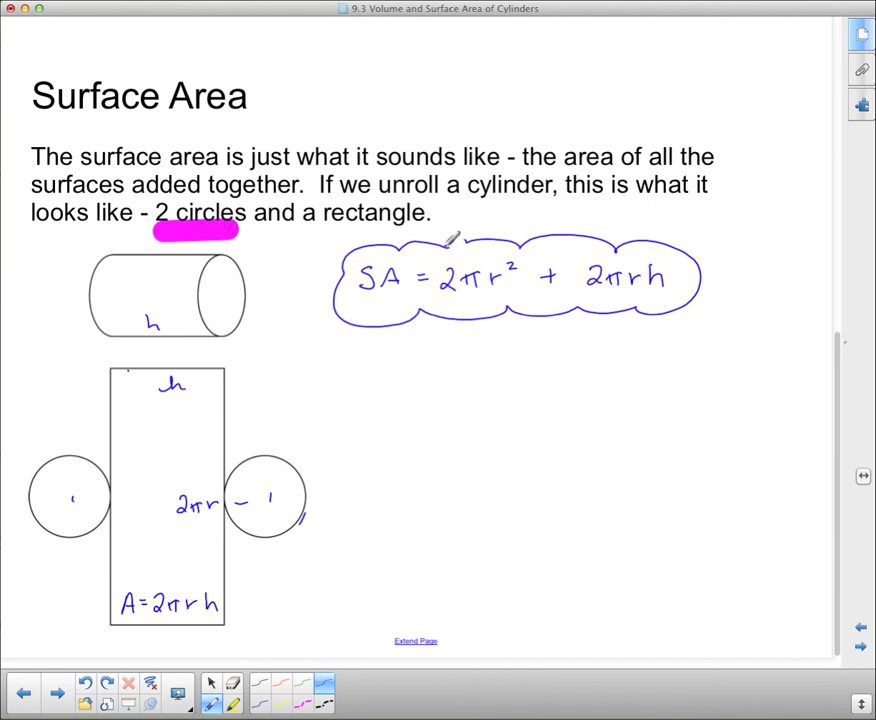 9.3 Volume and Surface Area of Cylinders
Surface Area
The surface area is just what it sounds like - the area of all the
surfaces added together. If we unroll a cylinder, this is what it
looks like - 2 circles and a rectangle.
SA = 2πr² + 2πrh
h
h
2πr
A=2πrh
Extend Page